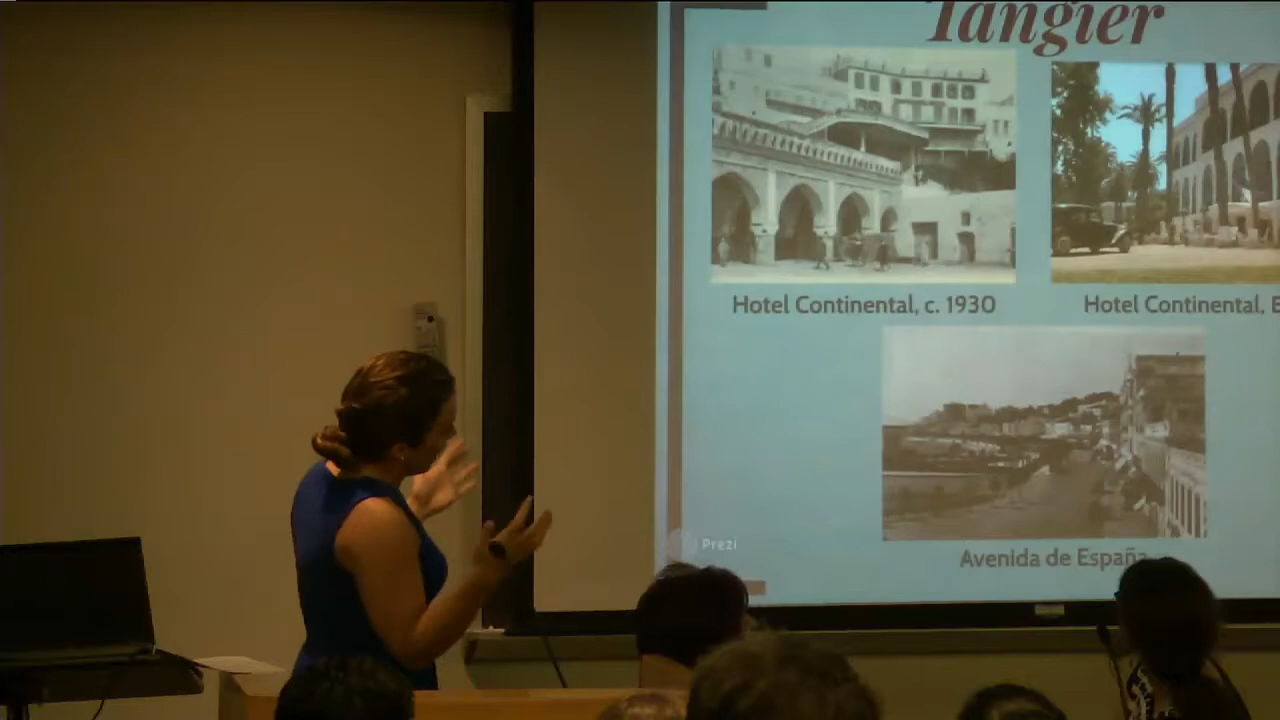 Tangier
Hotel Continental, c. 1930
Hotel Continental,
Avenida de España
Prezi